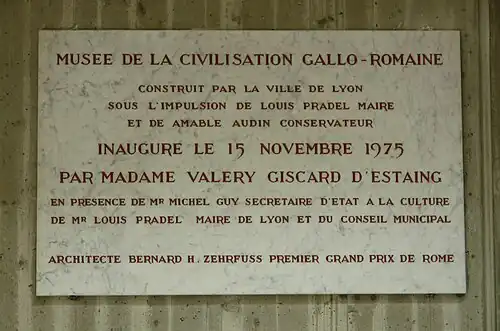 MUSEE DE LA CIVILISATION GALLO-ROMAINE
CONSTRUIT PAR LA VILLE DE LYON
SOUS L'IMPULSION DE LOUIS PRADEL MAIRE
ET DE AMABLE AUDIN CONSERVATEUR
INAUGURE LE 15 NOVEMBRE 1975
PAR MADAME VALERY GISCARD D'ESTAING
EN PRESENCE DE MR MICHEL GUY SECRETAIRE D'ETAT A LA CULTURE
DE MR LOUIS PRADEL MAIRE DE LYON ET DU CONSEIL MUNICIPAL
ARCHITECTE BERNARD H. ZEHRFUSS PREMIER GRAND PRIX DE ROME